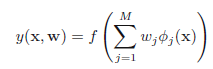 y(x, w) = f ( ∑_{j=1}^{M} w_j ϕ_j(x) )